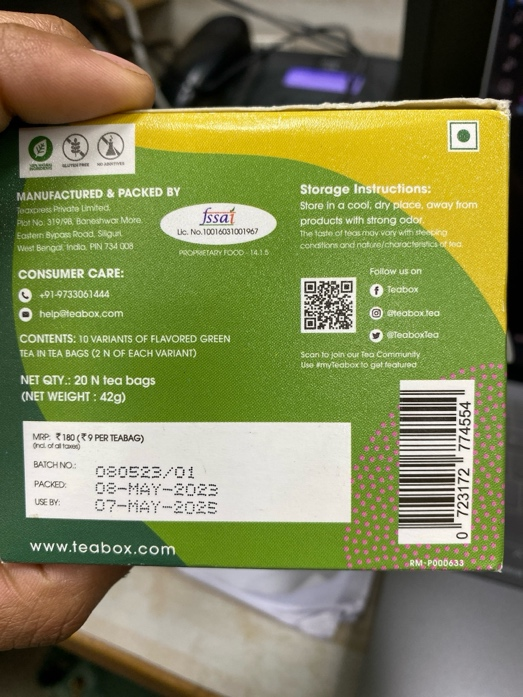 100% NATURAL INGREDIENTS
GLUTEN FREE
NO ADDITIVES
MANUFACTURED & PACKED BY
Teaxpress Private Limited,
Plot No. 319/98, Baneshwar More,
Eastern Bypass Road, Siliguri,
West Bengal, India, PIN 734 008
fssai
Lic. No.10016031001967
PROPRIETARY FOOD - 14.1.5
CONSUMER CARE:
+91-9733061444
help@teabox.com
CONTENTS: 10 VARIANTS OF FLAVORED GREEN
TEA IN TEA BAGS (2 N OF EACH VARIANT)
NET QTY.: 20 N tea bags
(NET WEIGHT : 42g)
MRP: ₹180 (₹9 PER TEABAG)
(Incl. of all taxes)
BATCH NO.: 080523/01
PACKED: 08-MAY-2023
USE BY: 07-MAY-2025
www.teabox.com
Storage Instructions:
Store in a cool, dry place, away from
products with strong odor.
The taste of teas may vary with steeping
conditions and nature/characteristics of tea.
Follow us on
Teabox
@teabox.tea
@TeaboxTea
Scan to join our Tea Community
Use #myTeabox to get featured
0 723172 774554
RM-P000633